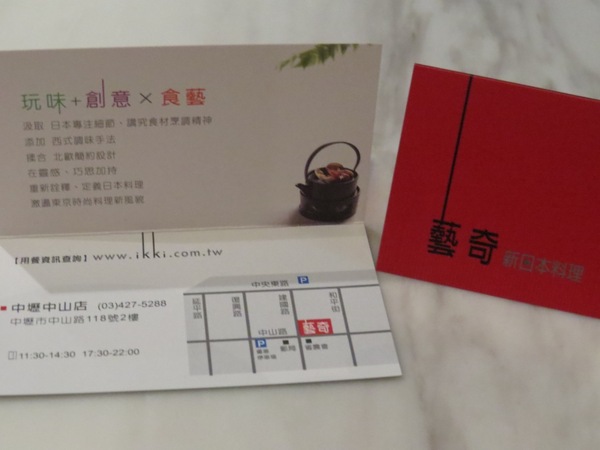 玩味+創意×食藝
汲取 日本專注細節、講究食材烹調精神
添加 西式調味手法
揉合 北歐簡約設計
在靈感、巧思加持
重新詮釋、定義日本料理
激盪東京時尚料理新風貌
【用餐資訊查詢】www.ikki.com.tw
中壢中山店 (03)427-5288
中壢市中山路118號2樓
11:30-14:30 17:30-22:00
中央東路 P
延平路
復興路
建國路
和平街
中山路
藝奇
P
藝奇 新日本料理